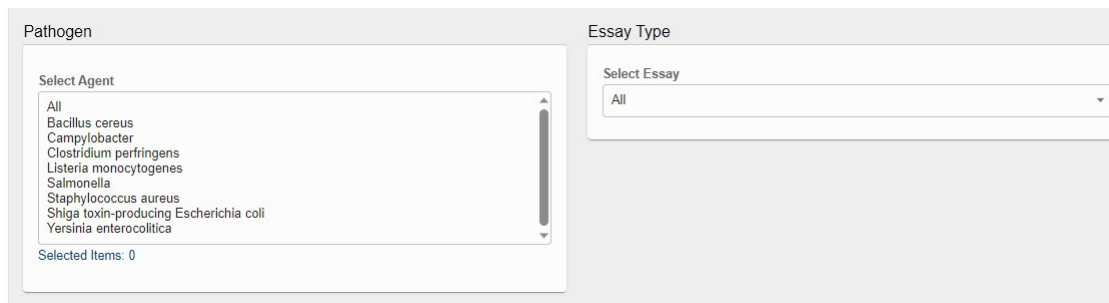 Pathogen
Select Agent
All
Bacillus cereus
Campylobacter
Clostridium perfringens
Listeria monocytogenes
Salmonella
Staphylococcus aureus
Shiga toxin-producing Escherichia coli
Yersinia enterocolitica
Selected Items: 0
Essay Type
Select Essay
All